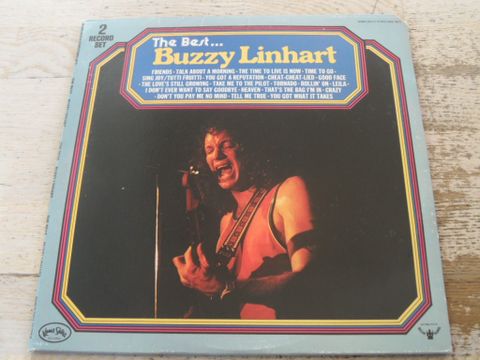 2
RECORD
SET
The Best...
Buzzy Linhart
FRIENDS • TALK ABOUT A MORNING • THE TIME TO LIVE IS NOW • TIME TO GO •
SING JOY/TUTTI FRUTTI • YOU GOT A REPUTATION • CHEAT-CHEAT-LIED • GOOD FACE
• THE LOVE'S STILL GROWING • TAKE ME TO THE PILOT • TORNADO • ROLLIN' ON • LEILA •
I DON'T EVER WANT TO SAY GOODBYE • HEAVEN • THAT'S THE BAG I'M IN • CRAZY
• DON'T YOU PAY ME NO MIND • TELL ME TRUE • YOU GOT WHAT IT TAKES
Kama Sutra